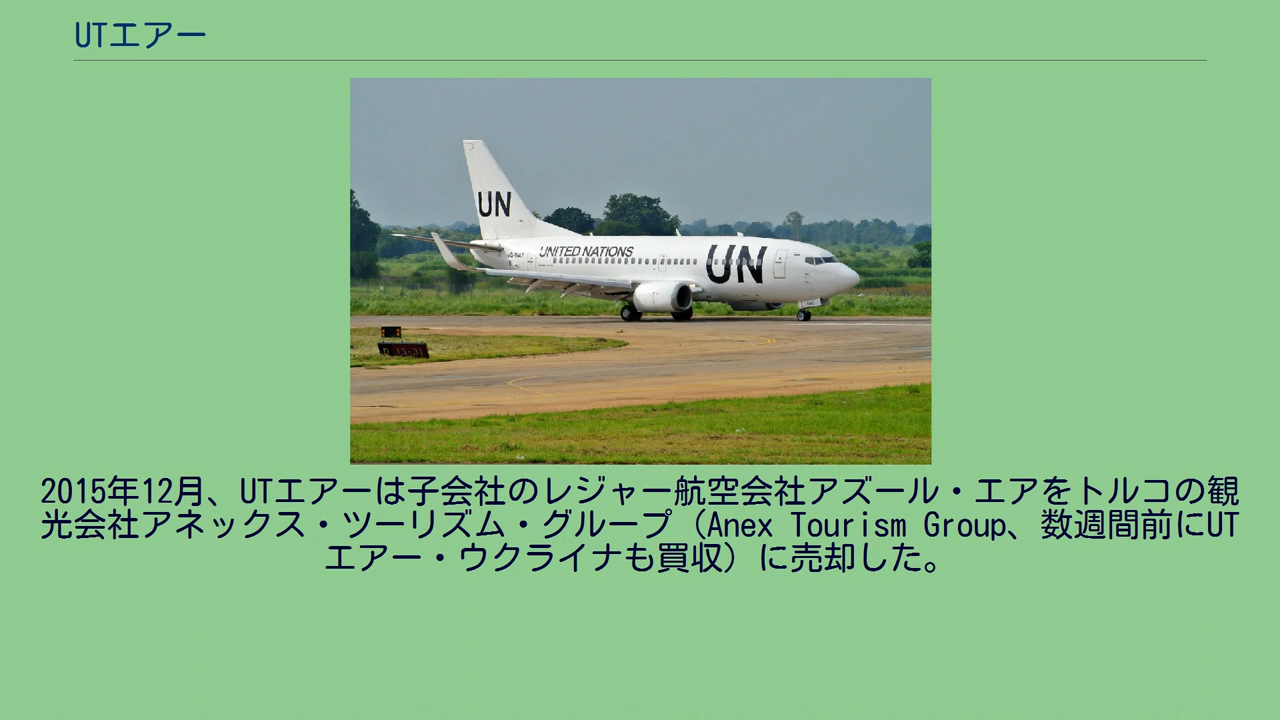 UTエアー
UN
UNITED NATIONS
UN
2015年12月、UTエアーは子会社のレジャー航空会社アズール・エアをトルコの観
光会社アネックス・ツーリズム・グループ（Anex Tourism Group、数週間前にUT
エアー・ウクライナも買収）に売却した。